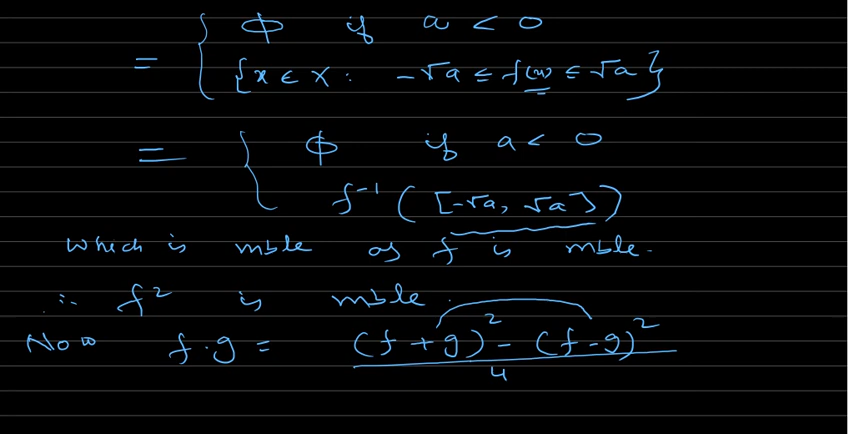 = { Φ if a < 0
{x ∈ X : -√a ≤ f(x) ≤ √a}
= { Φ if a < 0
f⁻¹([-√a, √a])
which is mble as f is mble.
∴ f² is mble.
Now f·g = (f + g)² - (f - g)²
4